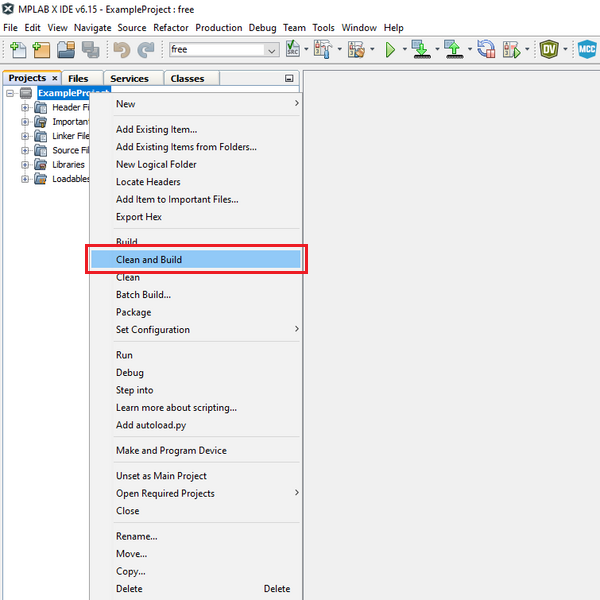 MPLAB X IDE v6.15 - ExampleProject : free
File Edit View Navigate Source Refactor Production Debug Team Tools Window Help
free
Projects × Files Services Classes
ExampleProject
Header Fi
Important
Linker File
Source Fil
Libraries
Loadables
New
Add Existing Item...
Add Existing Items from Folders...
New Logical Folder
Locate Headers
Add Item to Important Files...
Export Hex
Build
Clean and Build
Clean
Batch Build...
Package
Set Configuration
Run
Debug
Step into
Learn more about scripting...
Add autoload.py
Make and Program Device
Unset as Main Project
Open Required Projects
Close
Rename...
Move...
Copy...
Delete Delete
SRC
DV
MCC